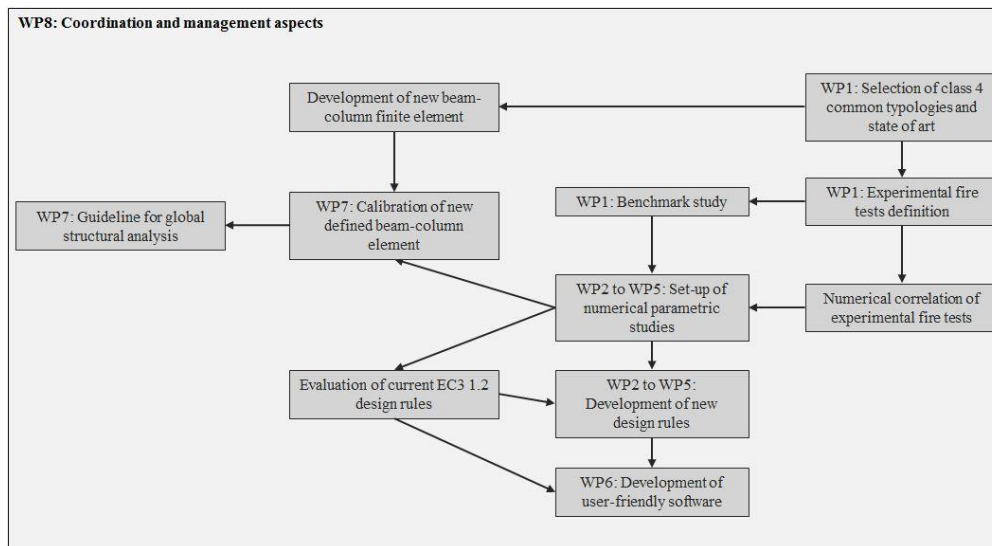 WP8: Coordination and management aspects
Development of new beam-
column finite element
WP1: Selection of class 4
common typologies and
state of art
WP7: Guideline for global
structural analysis
WP7: Calibration of new
defined beam-column
element
WP1: Benchmark study
WP1: Experimental fire
tests definition
WP2 to WP5: Set-up of
numerical parametric
studies
Numerical correlation of
experimental fire tests
Evaluation of current EC3 1.2
design rules
WP2 to WP5:
Development of new
design rules
WP6: Development of
user-friendly software